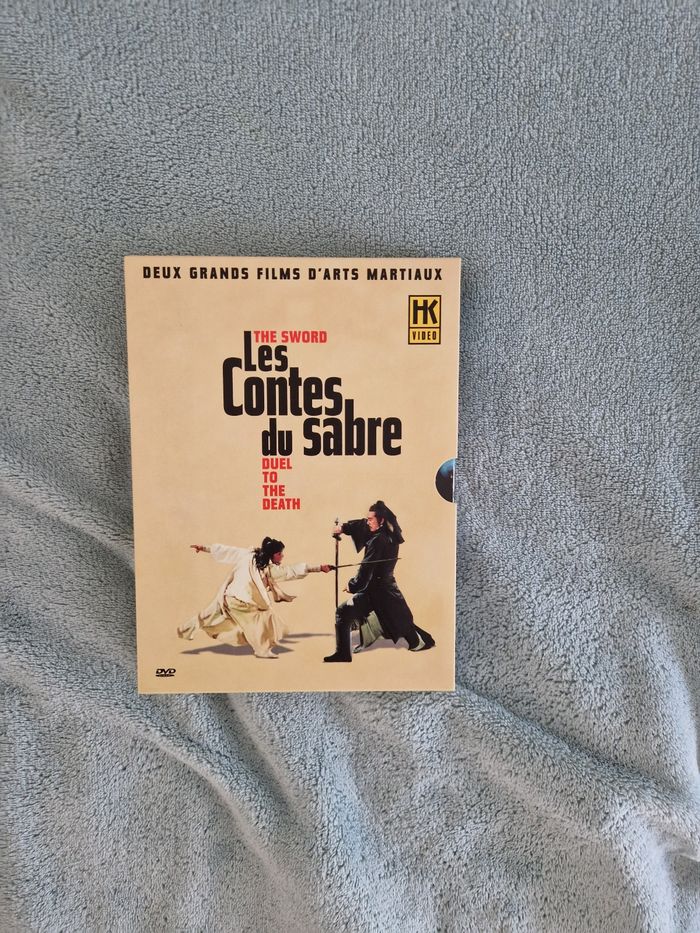 DEUX GRANDS FILMS D'ARTS MARTIAUX
HK
VIDEO
THE SWORD
Les
Contes
du sabre
DUEL
TO
THE
DEATH
DVD